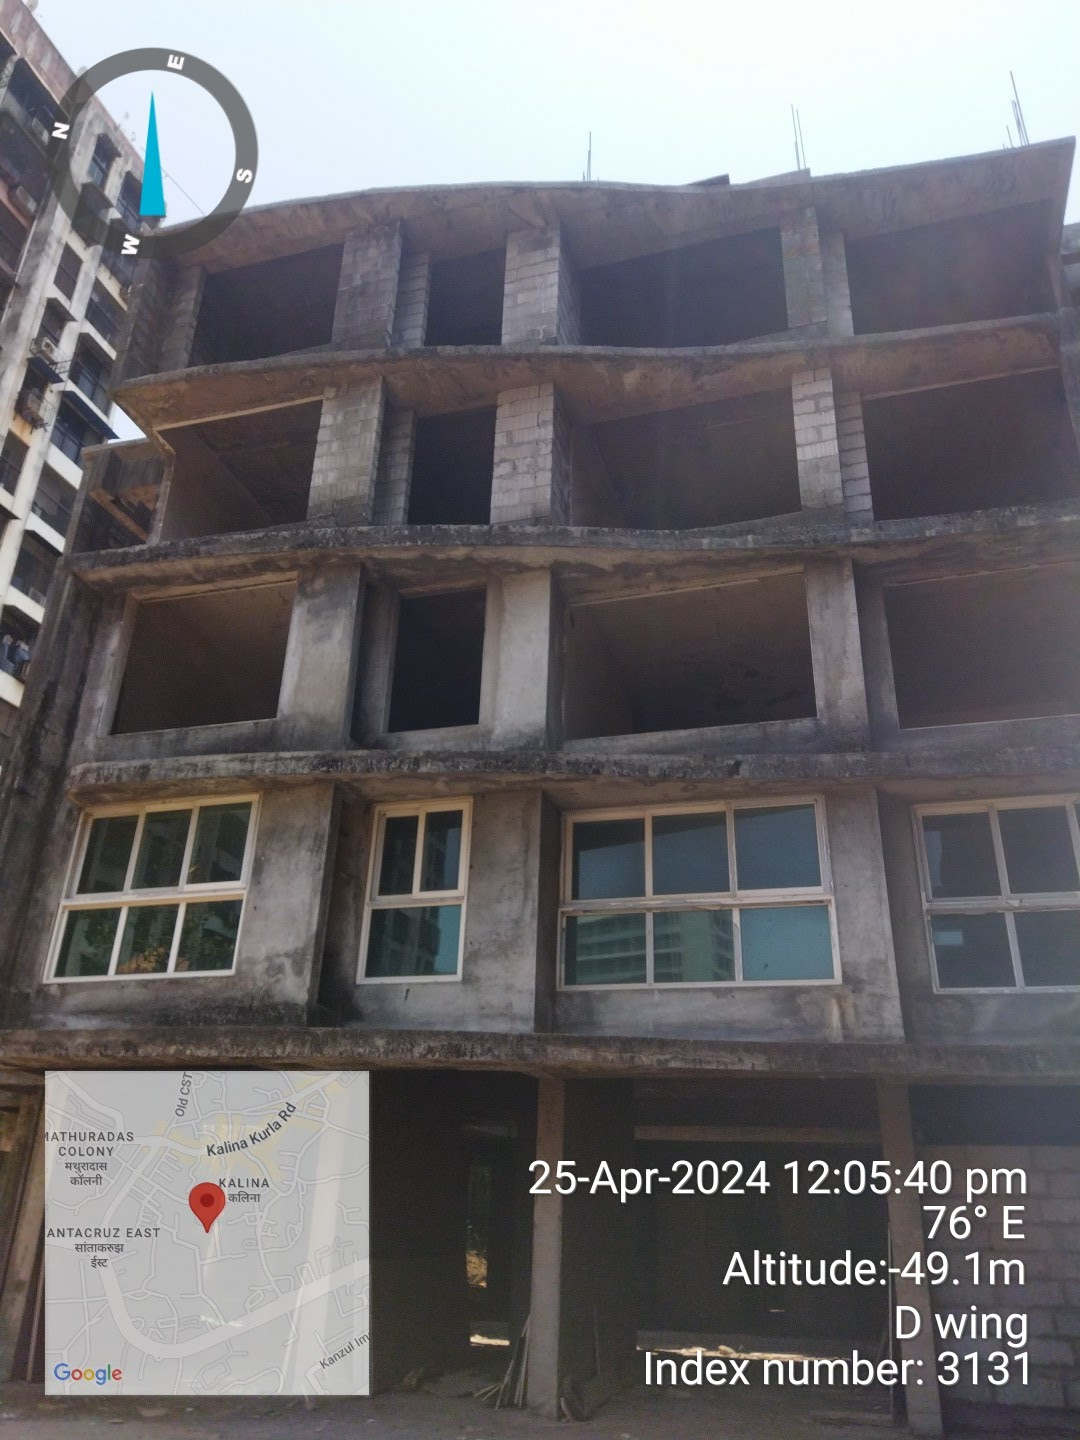 E
N
S
W
Old CST
Kalina Kurla Rd
MATHURADAS
COLONY
मथुरादास
कॉलनी
KALINA
कलिना
ANTACRUZ EAST
सांताक्रुझ
ईस्ट
Kanzul Im
Google
25-Apr-2024 12:05:40 pm
76° E
Altitude:-49.1m
D wing
Index number: 3131